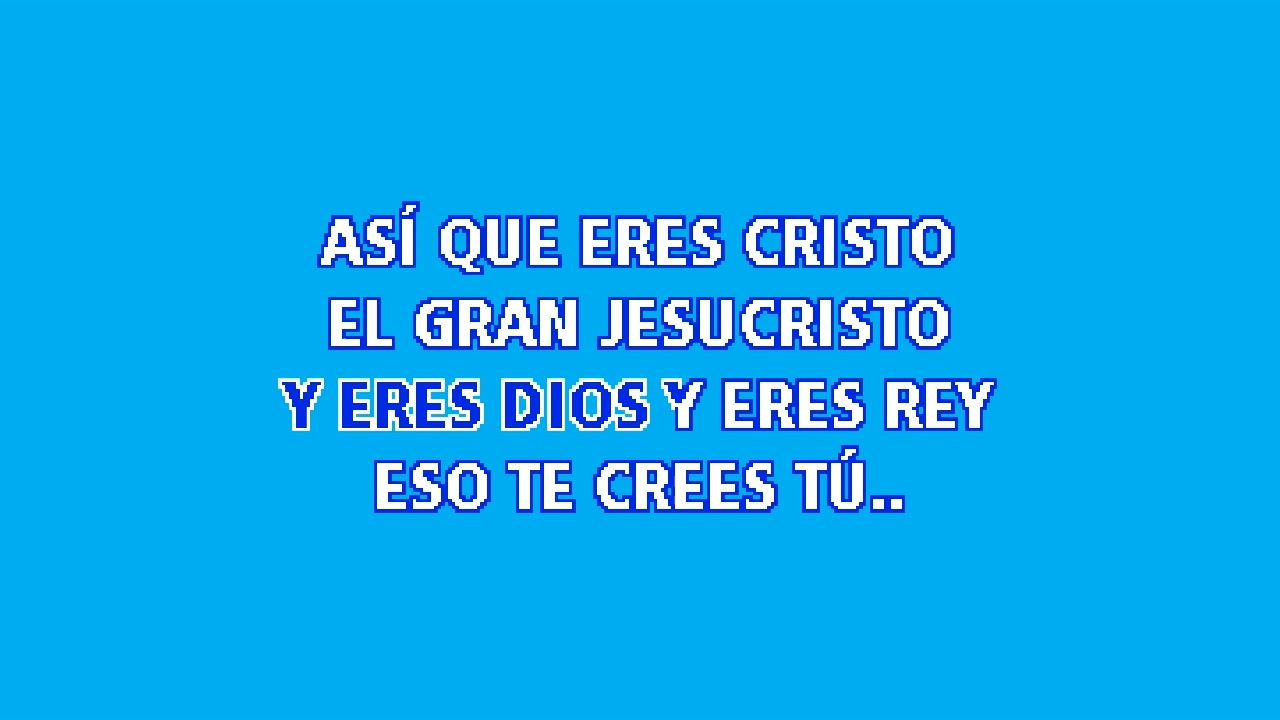 ASÍ QUE ERES CRISTO
EL GRAN JESUCRISTO
Y ERES DIOS Y ERES REY
ESO TE CREES TÚ..